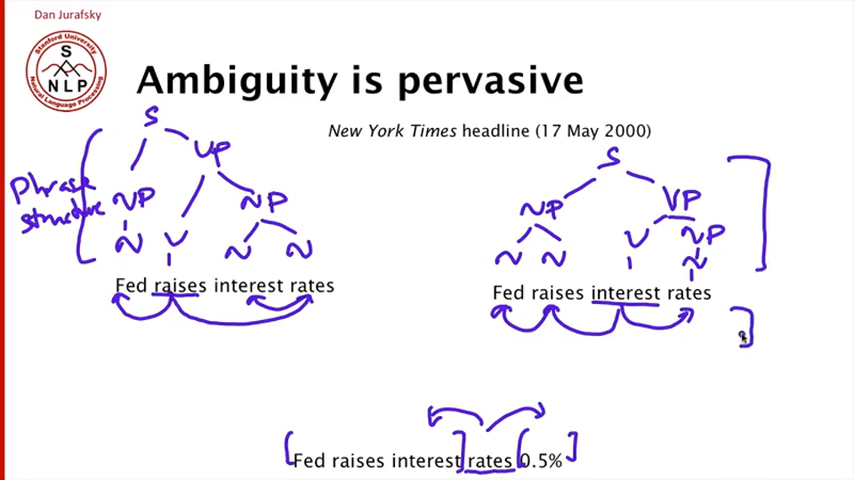 Dan Jurafsky
Stanford University
S
NLP
Natural Language Processing
Ambiguity is pervasive
New York Times headline (17 May 2000)
Phrase
structure
S
VP
NP
NP
N V N N
Fed raises interest rates
S
NP VP
V NP
N N N
Fed raises interest rates
[Fed raises interest] rates [0.5%]